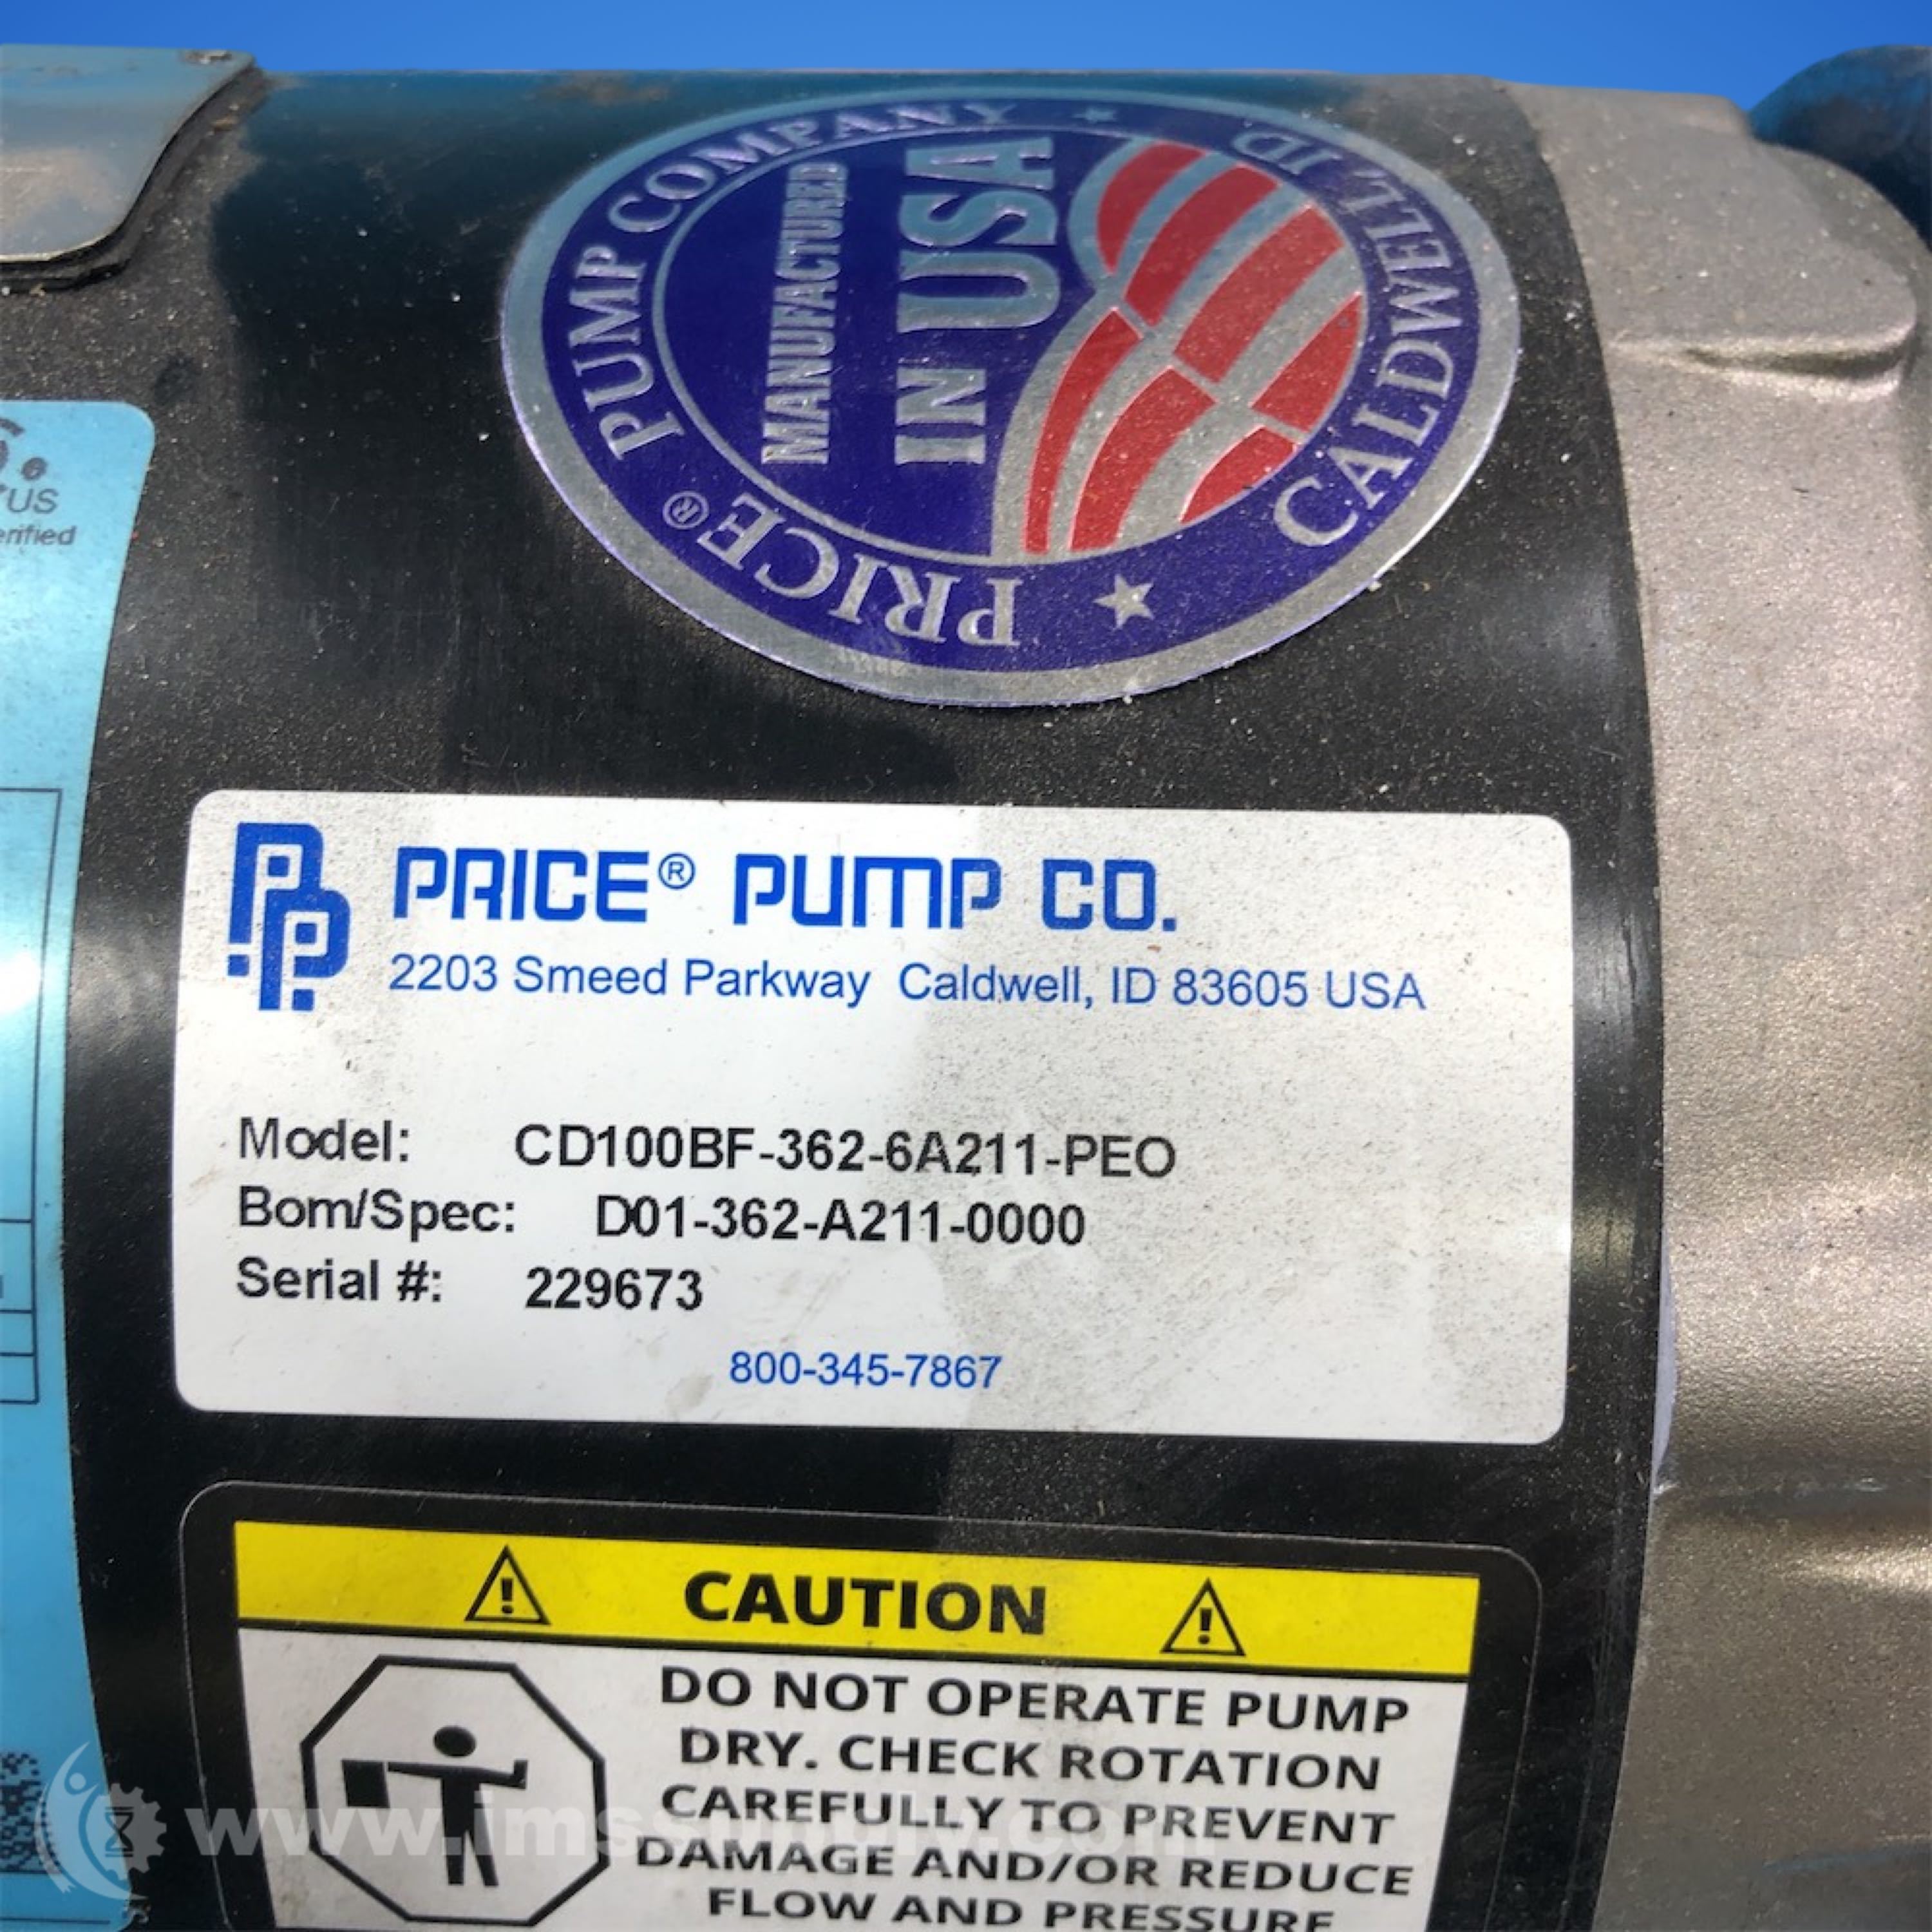 PRICE® PUMP COMPANY ★ CALDWELL, ID ★
MANUFACTURED
IN USA
US
PRICE® PUMP CO.
2203 Smeed Parkway Caldwell, ID 83605 USA
Model: CD100BF-362-6A211-PEO
Bom/Spec: D01-362-A211-0000
Serial #: 229673
800-345-7867
CAUTION
DO NOT OPERATE PUMP
DRY. CHECK ROTATION
CAREFULLY TO PREVENT
DAMAGE AND/OR REDUCE
FLOW AND PRESSURE
www.imssupply.com